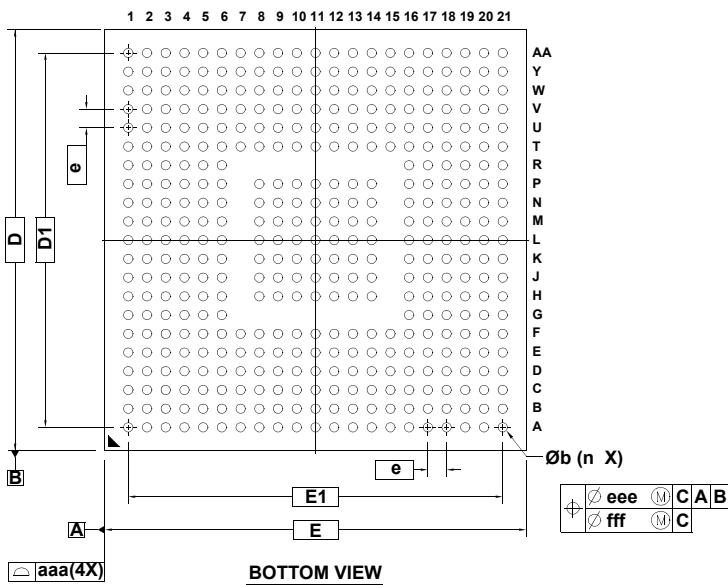 1 2 3 4 5 6 7 8 9 10 11 12 13 14 15 16 17 18 19 20 21
AA
Y
W
V
U
T
R
P
N
M
L
K
J
H
G
F
E
D
C
B
A
e
D
D1
B
Øb (n X)
e
E1
E
A
aaa(4X)
∅ eee Ⓜ C A B
∅ fff Ⓜ C
BOTTOM VIEW